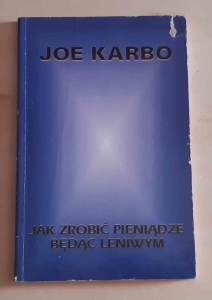 JOE KARBO
JAK ZROBIĆ PIENIĄDZE
BĘDĄC LENIWYM